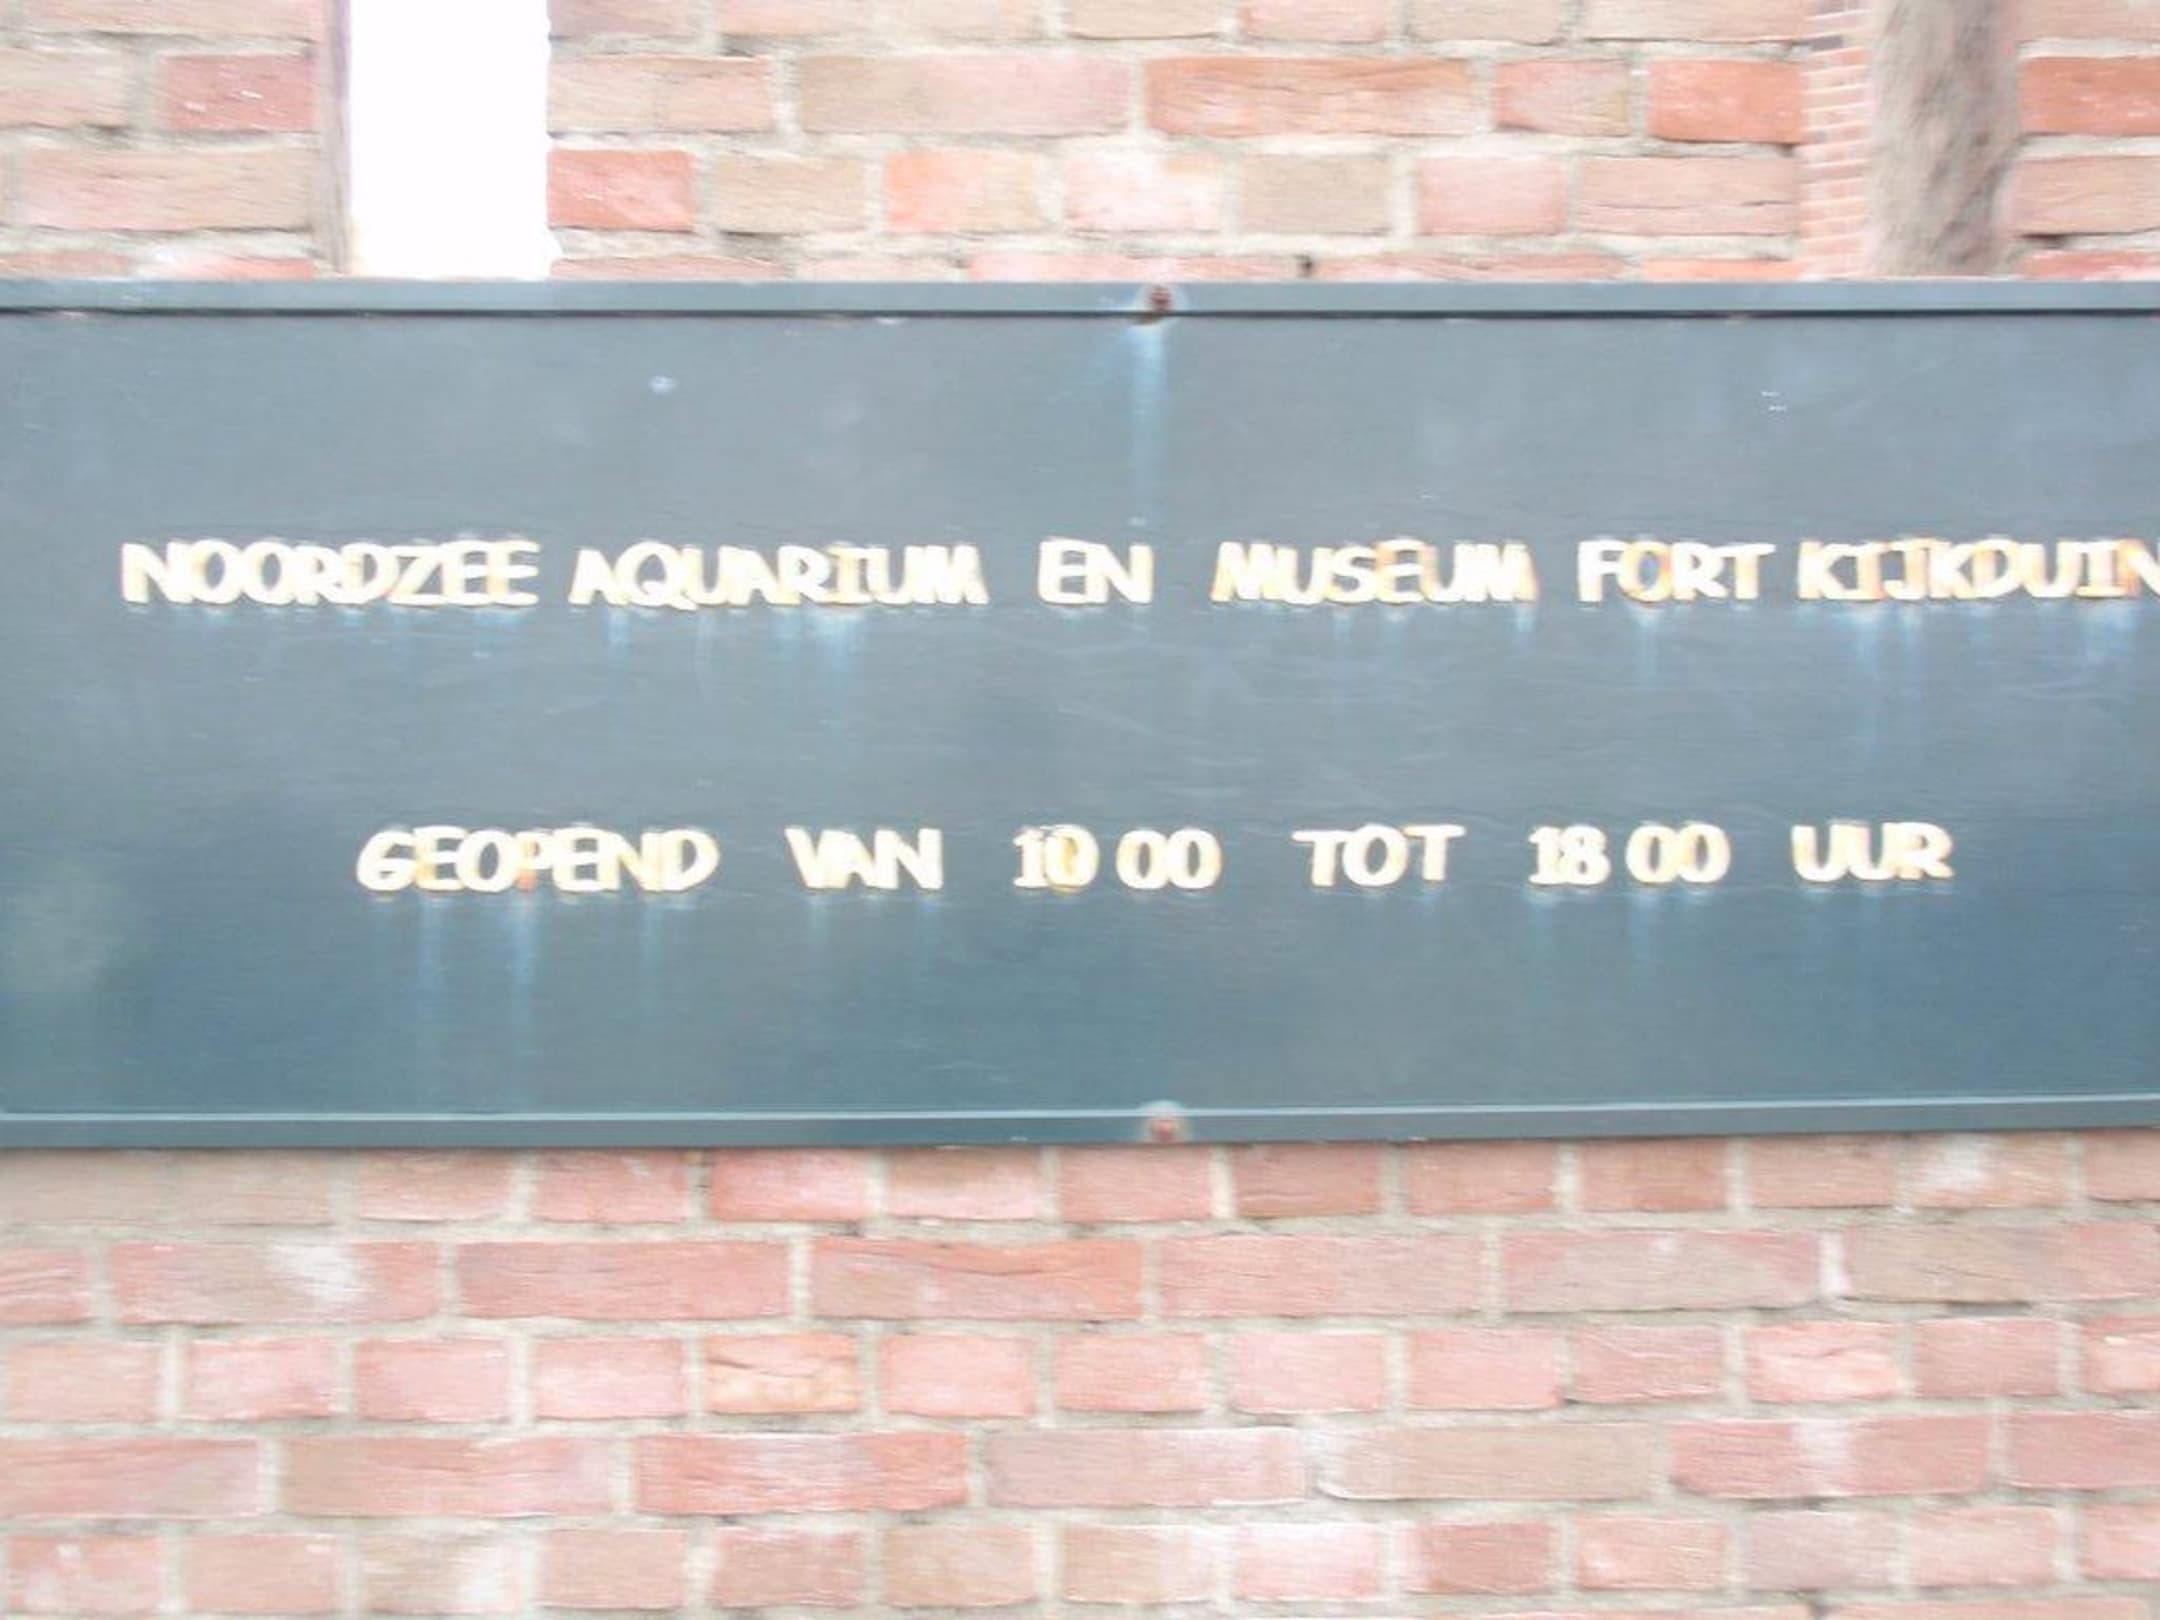 NOORDZEE AQUARIUM EN MUSEUM FORT KIJKDUIN
GEOPEND VAN 10 00 TOT 18 00 UUR